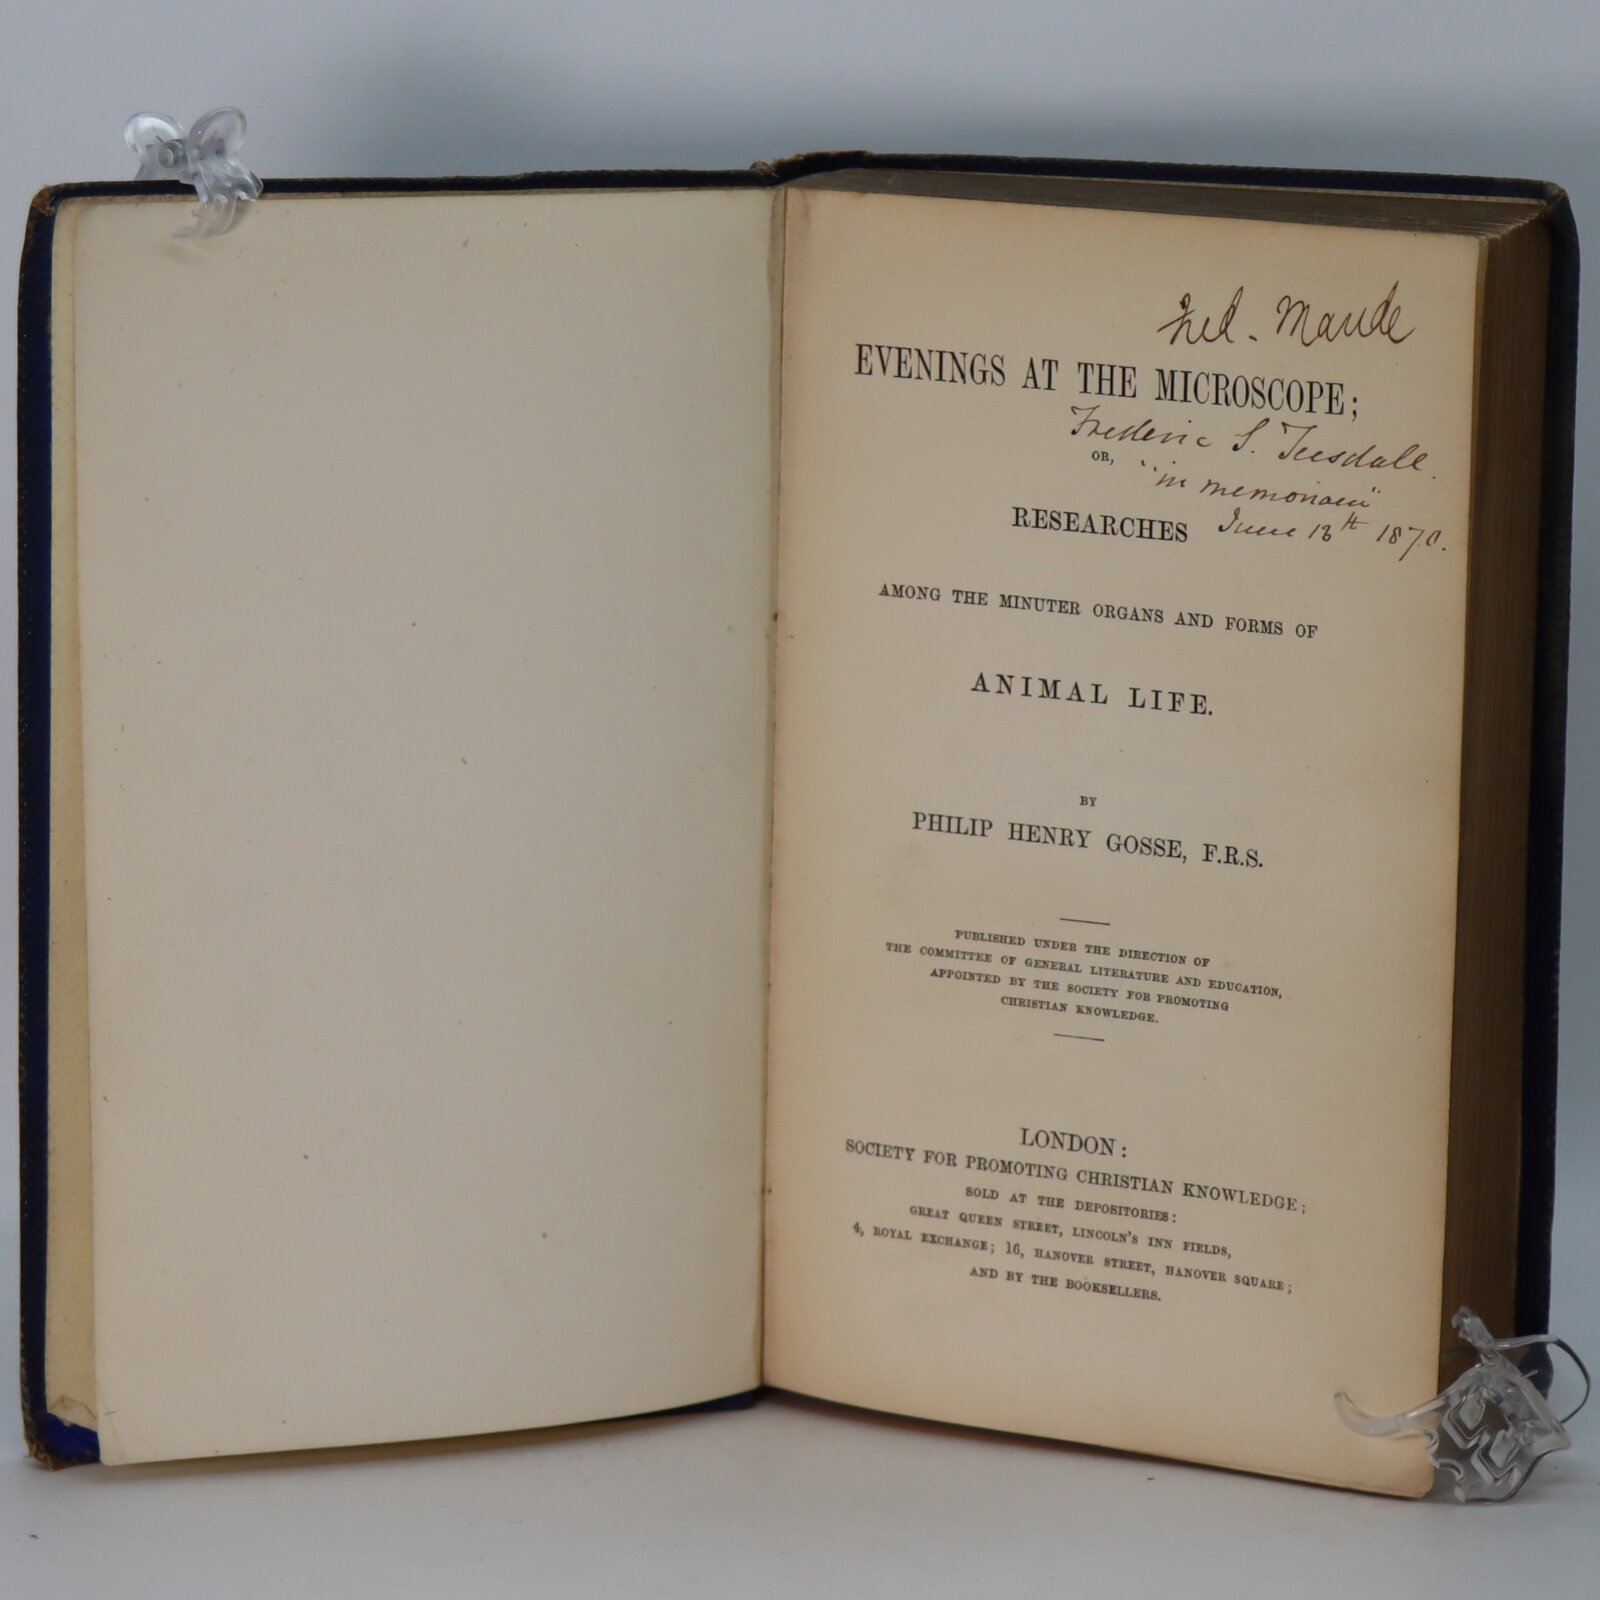 Fred. Maude
EVENINGS AT THE MICROSCOPE;
Frederic S. Teesdale.
OR,
"in memoriam"
RESEARCHES
June 13th 1870.
AMONG THE MINUTER ORGANS AND FORMS OF
ANIMAL LIFE.
BY
PHILIP HENRY GOSSE, F.R.S.
PUBLISHED UNDER THE DIRECTION OF
THE COMMITTEE OF GENERAL LITERATURE AND EDUCATION,
APPOINTED BY THE SOCIETY FOR PROMOTING
CHRISTIAN KNOWLEDGE.
LONDON:
SOCIETY FOR PROMOTING CHRISTIAN KNOWLEDGE;
SOLD AT THE DEPOSITORIES:
GREAT QUEEN STREET, LINCOLN'S INN FIELDS,
4, ROYAL EXCHANGE; 16, HANOVER STREET, HANOVER SQUARE;
AND BY THE BOOKSELLERS.